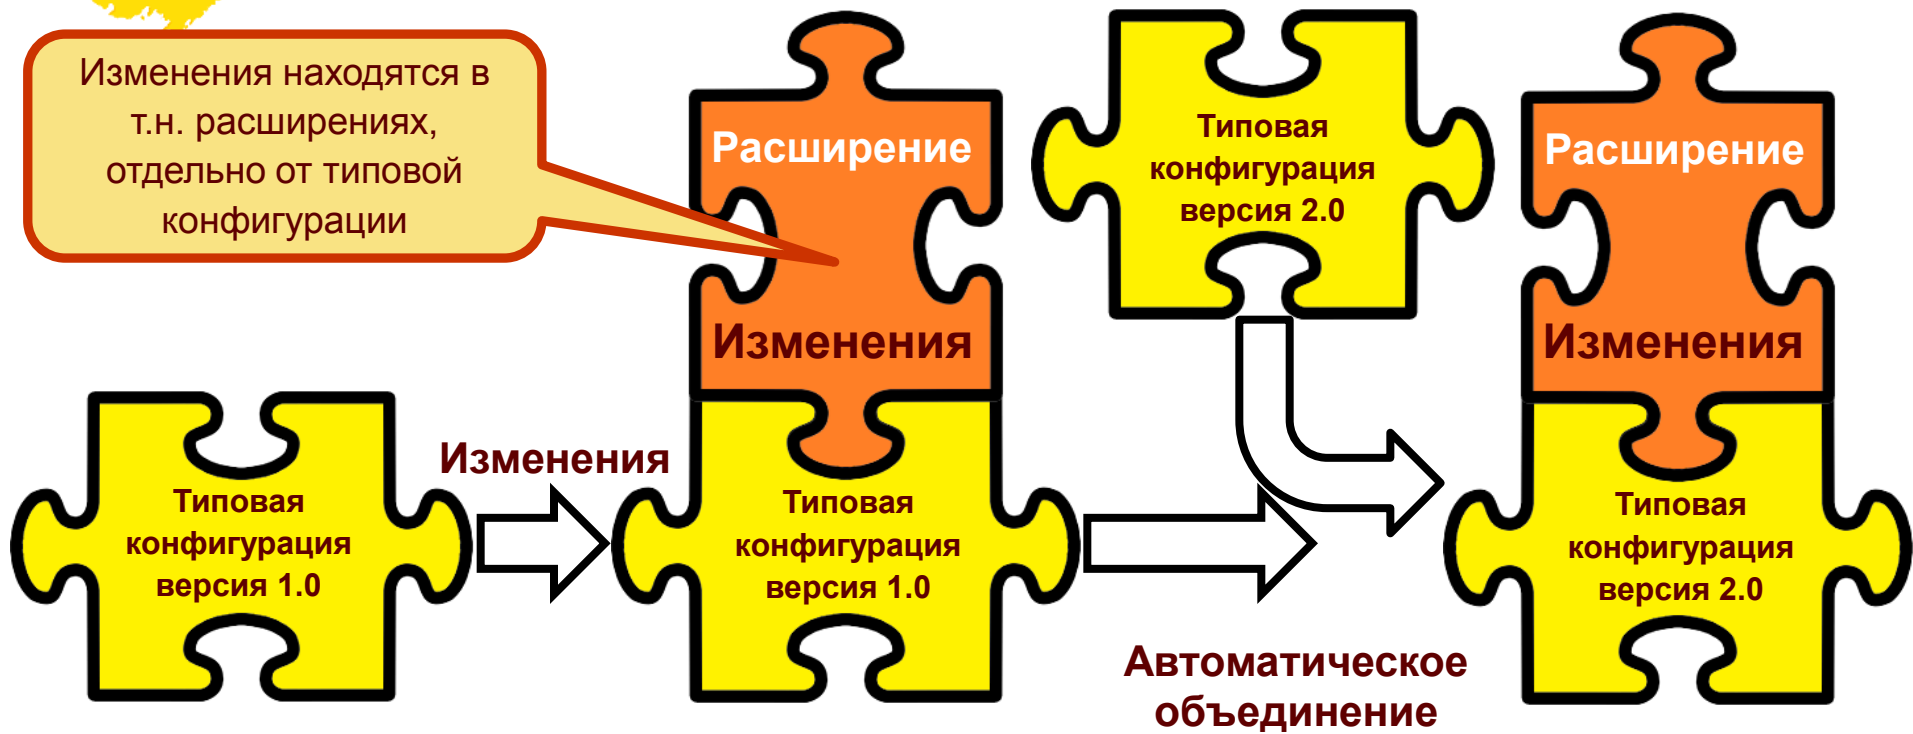 Изменения находятся в
т.н. расширениях,
отдельно от типовой
конфигурации
Расширение
Изменения
Типовая
конфигурация
версия 2.0
Расширение
Изменения
Типовая
конфигурация
версия 1.0
Изменения
Типовая
конфигурация
версия 1.0
Автоматическое
объединение
Типовая
конфигурация
версия 2.0